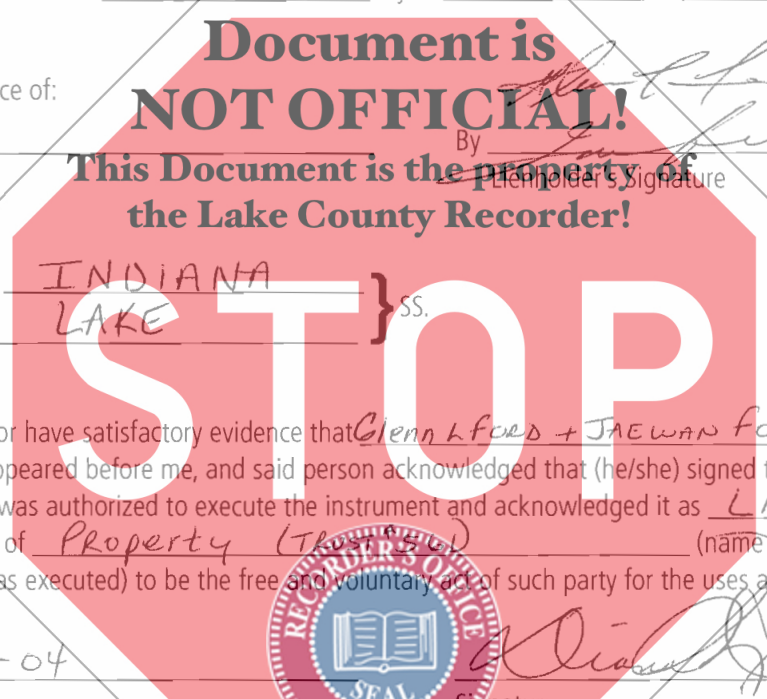 Document is
ce of:
NOT OFFICIAL!
By
This Document is the property of
Lienholder's Signature
the Lake County Recorder!
INDIANA
LAKE
} SS.
STOP
or have satisfactory evidence that Glenn L FORD + JAEWAN FO
ppeared before me, and said person acknowledged that (he/she) signed t
was authorized to execute the instrument and acknowledged it as
of Property (TRUST (name
as executed) to be the free and voluntary act of such party for the uses a
RECORDER'S OFFICE
-04
SEAL